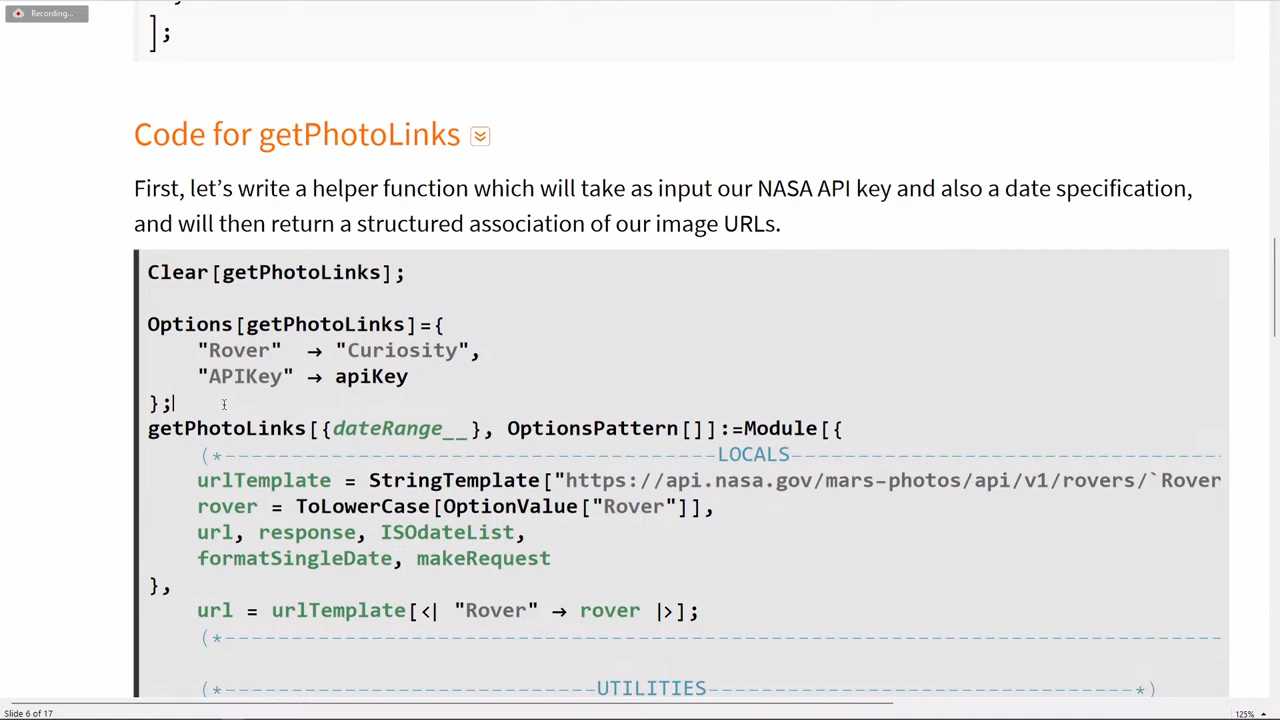 Recording...
];
Code for getPhotoLinks
First, let’s write a helper function which will take as input our NASA API key and also a date specification,
and will then return a structured association of our image URLs.
Clear[getPhotoLinks];
Options[getPhotoLinks]={
"Rover" → "Curiosity",
"APIKey" → apiKey
};
getPhotoLinks[{dateRange__}, OptionsPattern[]]:=Module[{
(*----------------------------------------LOCALS----------------------------------------
urlTemplate = StringTemplate["https://api.nasa.gov/mars-photos/api/v1/rovers/`Rover
rover = ToLowerCase[OptionValue["Rover"]],
url, response, ISOdateList,
formatSingleDate, makeRequest
},
url = urlTemplate[<| "Rover" → rover |>];
(*--------------------------------------------------------------------------------
(*------------------------------UTILITIES-----------------------------------*)
Slide 6 of 17
125%